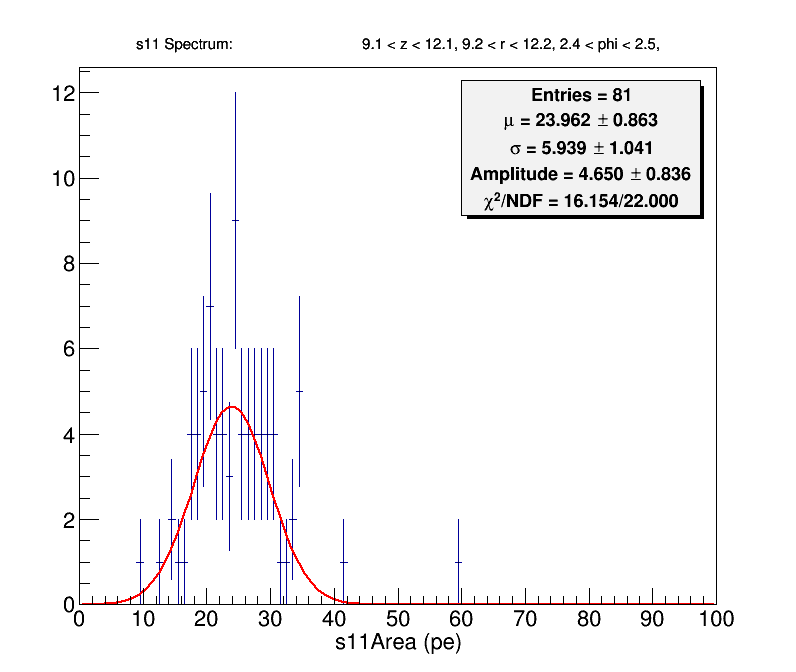 s11 Spectrum: 9.1 < z < 12.1, 9.2 < r < 12.2, 2.4 < phi < 2.5,
Entries = 81
μ = 23.962 ± 0.863
σ = 5.939 ± 1.041
Amplitude = 4.650 ± 0.836
χ²/NDF = 16.154/22.000
12
10
8
6
4
2
0
0 10 20 30 40 50 60 70 80 90 100
s11Area (pe)